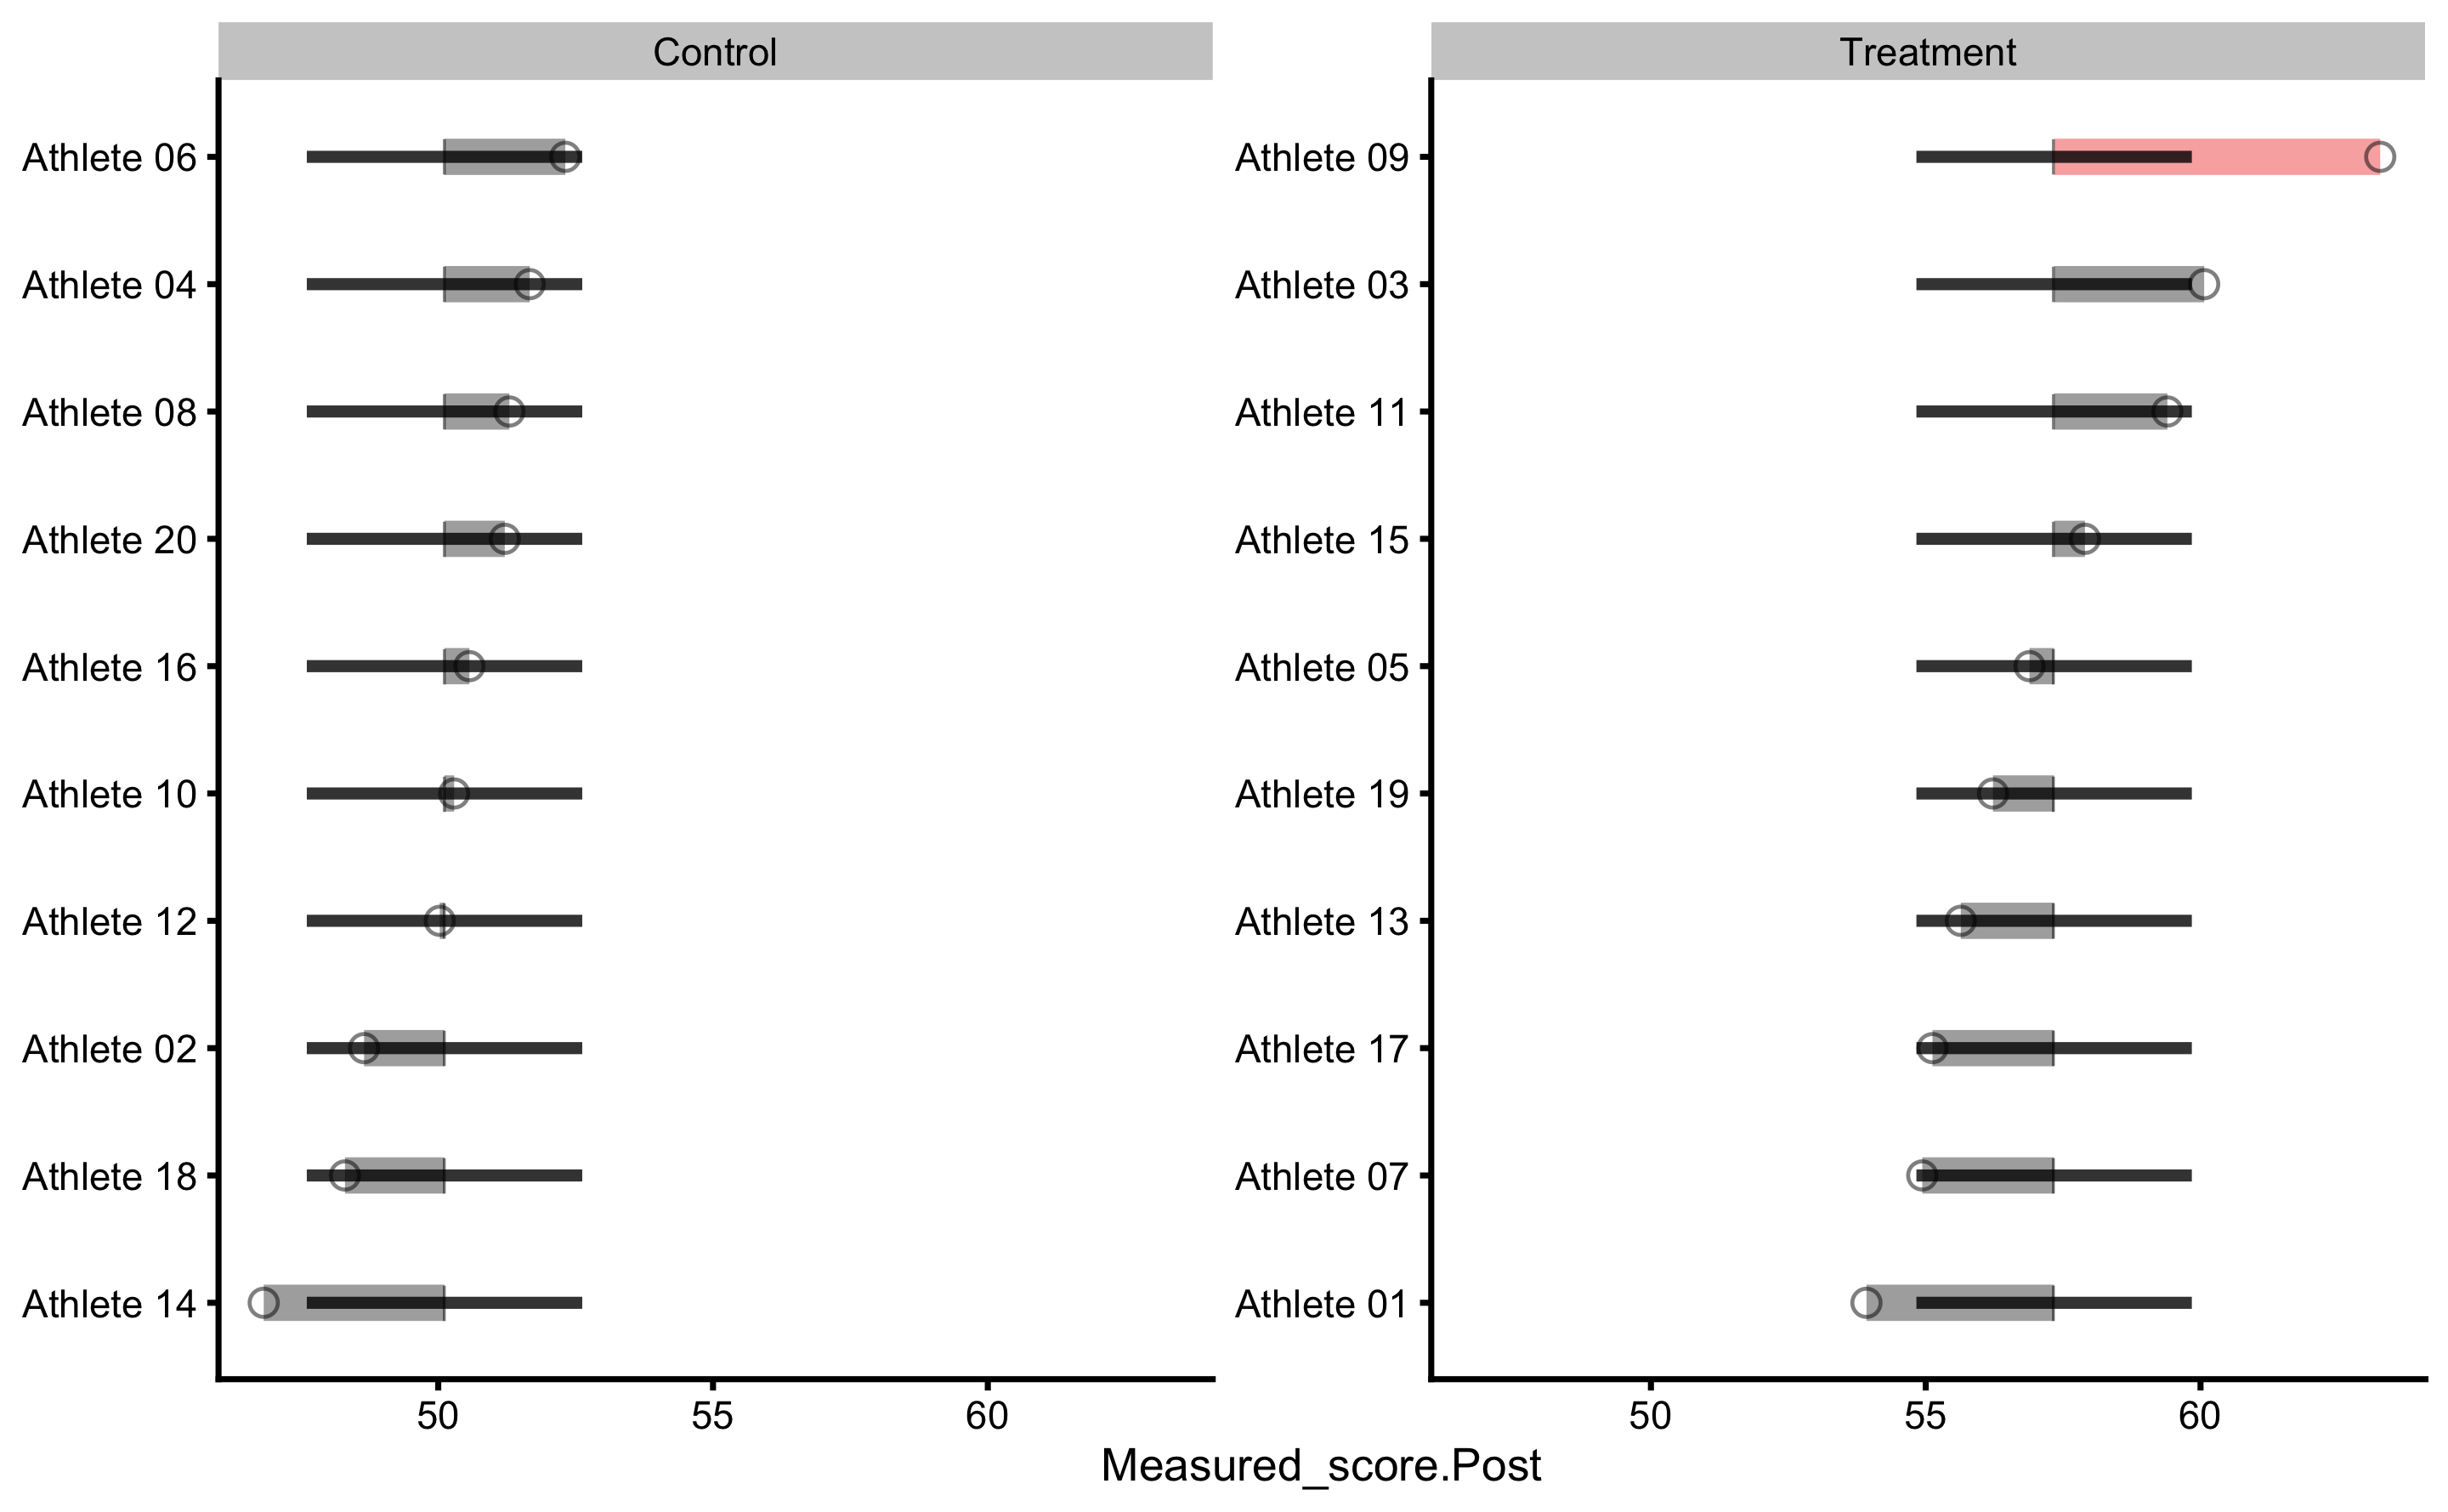 Control
Treatment
Athlete 06
Athlete 04
Athlete 08
Athlete 20
Athlete 16
Athlete 10
Athlete 12
Athlete 02
Athlete 18
Athlete 14
Athlete 09
Athlete 03
Athlete 11
Athlete 15
Athlete 05
Athlete 19
Athlete 13
Athlete 17
Athlete 07
Athlete 01
50 55 60
50 55 60
Measured_score.Post